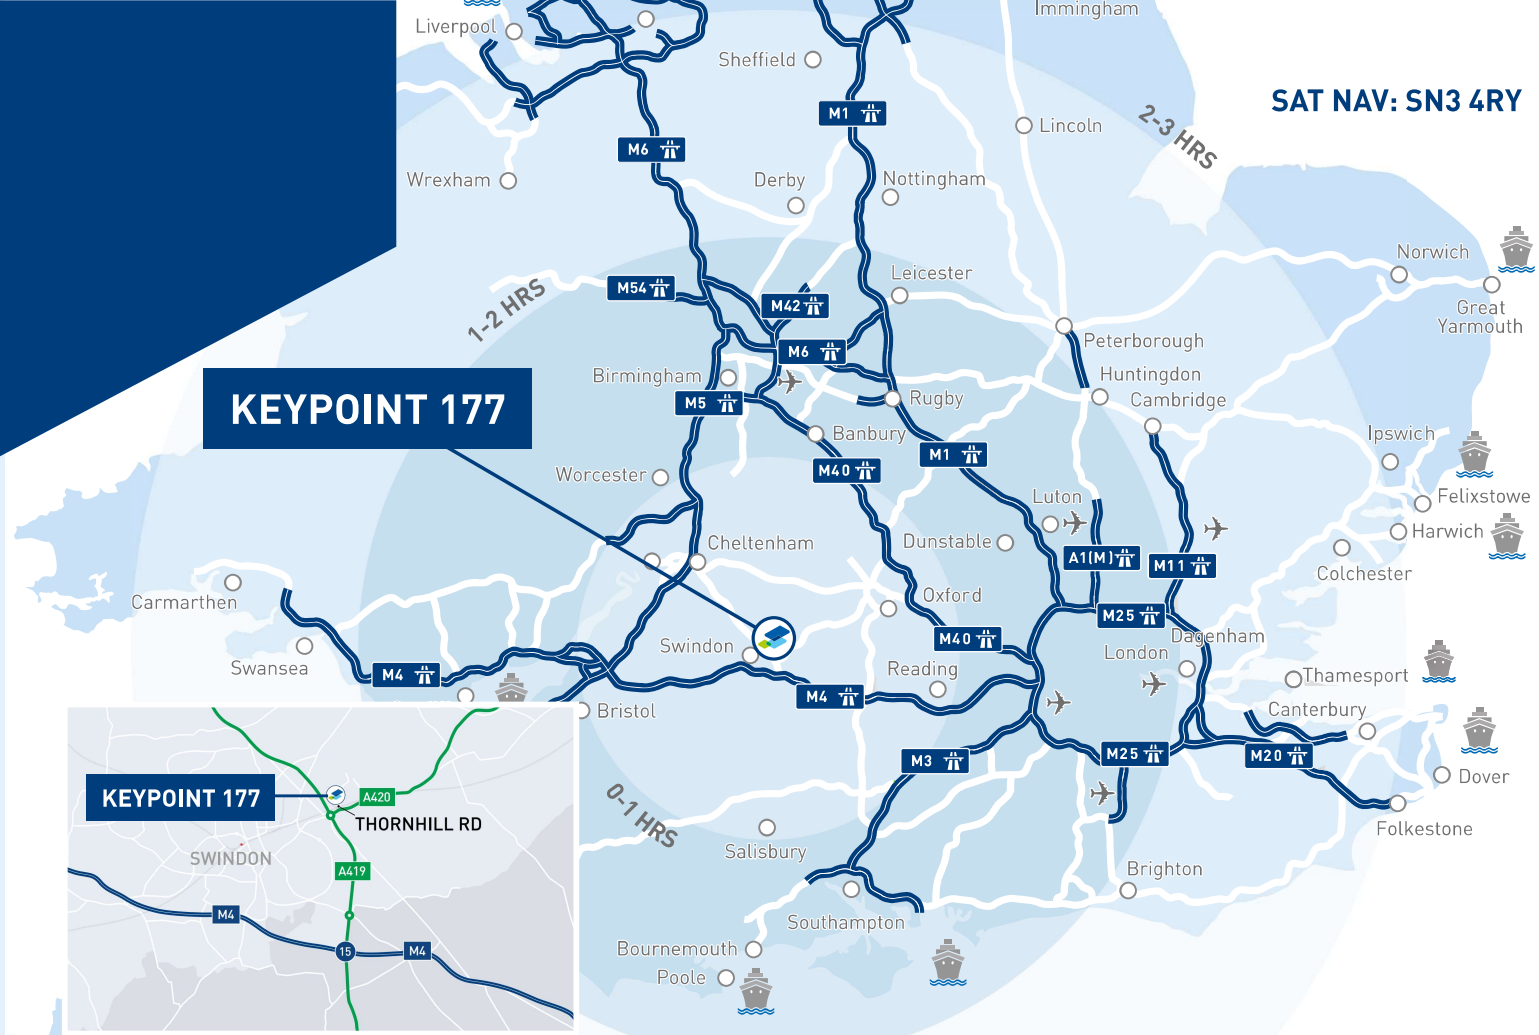 Immingham
Liverpool
Sheffield
SAT NAV: SN3 4RY
M1
2-3 HRS
Lincoln
M6
Wrexham
Derby
Nottingham
Norwich
Leicester
1-2 HRS
M54
M42
Great
Yarmouth
Peterborough
M6
Birmingham
Huntingdon
KEYPOINT 177
M5
Rugby
Cambridge
Banbury
Ipswich
M1
M40
Worcester
Luton
Felixstowe
Cheltenham
Dunstable
Harwich
A1(M)
M11
Colchester
Carmarthen
Oxford
M25
Swindon
M40
Dagenham
London
Swansea
M4
Reading
Thamesport
M4
Bristol
Canterbury
M3
M25
M20
Dover
KEYPOINT 177
A420
THORNHILL RD
0-1 HRS
Folkestone
SWINDON
Salisbury
A419
Brighton
M4
Southampton
15
M4
Bournemouth
Poole